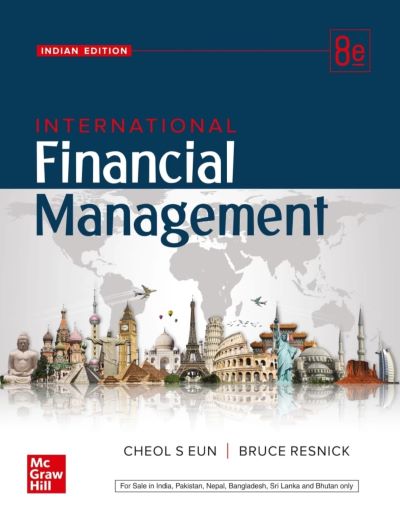 INDIAN EDITION
8e
INTERNATIONAL
Financial
Management
CHEOL S EUN | BRUCE RESNICK
Mc
Graw
Hill
For Sale in India, Pakistan, Nepal, Bangladesh, Sri Lanka and Bhutan only